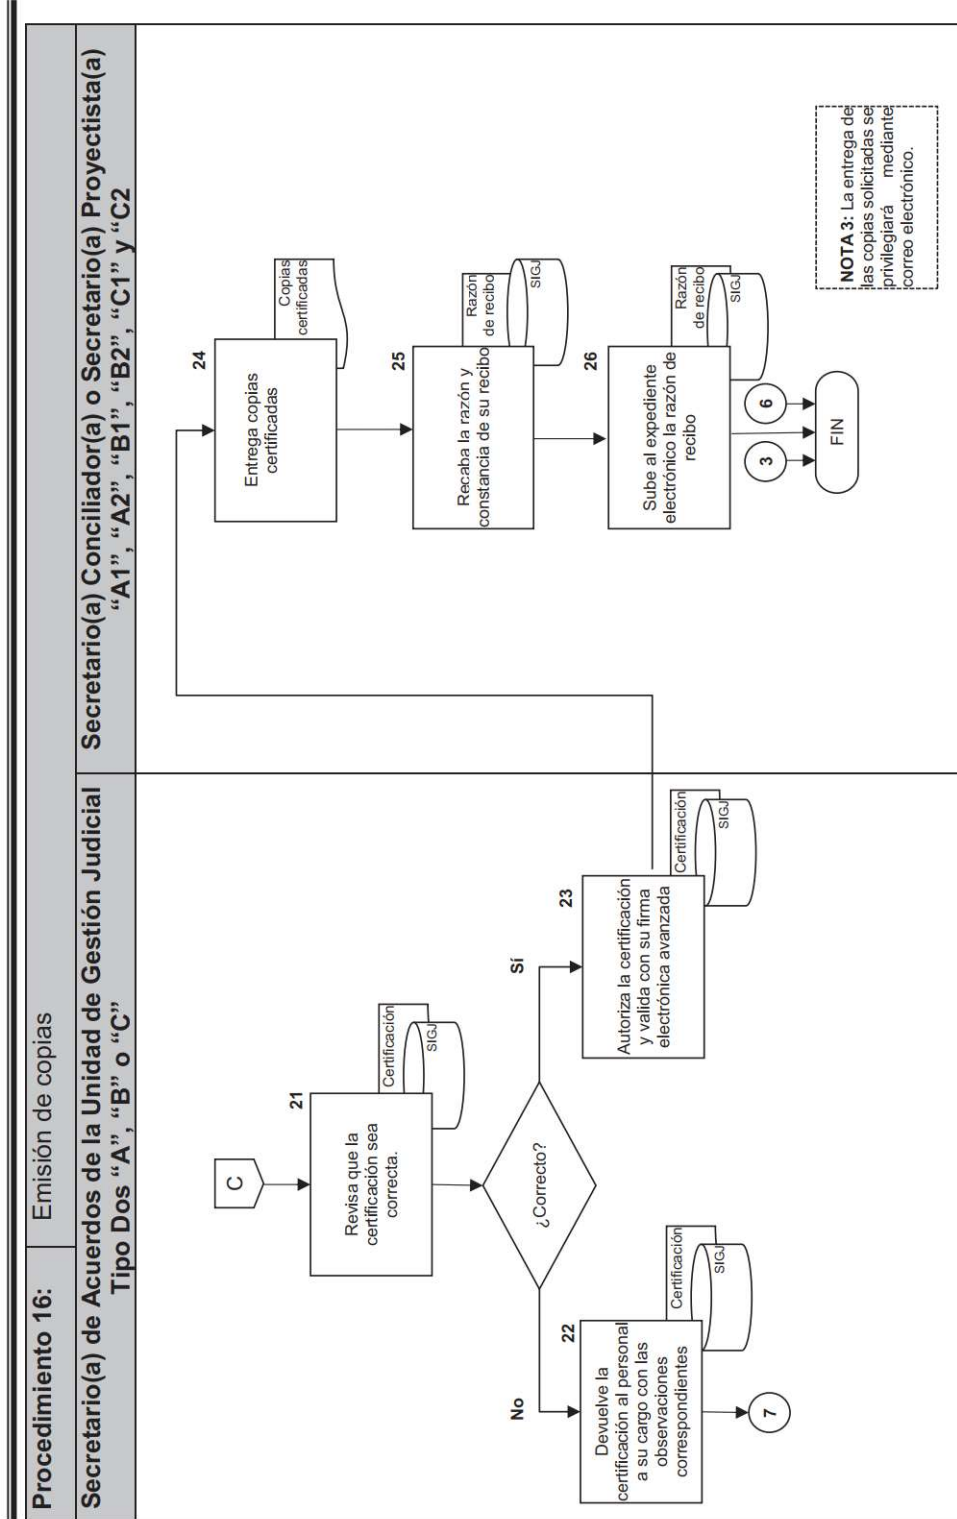 Procedimiento 16:
Emisión de copias
Secretario(a) de Acuerdos de la Unidad de Gestión Judicial
Tipo Dos “A”, “B” o “C”
Secretario(a) Conciliador(a) o Secretario(a) Proyectista(a)
“A1”, “A2”, “B1”, “B2”, “C1” y “C2
C
21
Revisa que la
certificación sea
correcta.
Certificación
SIGJ
¿Correcto?
No
Sí
22
Devuelve la
certificación al personal
a su cargo con las
observaciones
correspondientes
Certificación
SIGJ
7
23
Autoriza la certificación
y valida con su firma
electrónica avanzada
Certificación
SIGJ
24
Entrega copias
certificadas
Copias
certificadas
25
Recaba la razón y
constancia de su recibo
Razón
de recibo
SIGJ
26
Sube al expediente
electrónico la razón de
recibo
Razón
de recibo
SIGJ
3
6
FIN
NOTA 3: La entrega de
las copias solicitadas se
privilegiará mediante
correo electrónico.